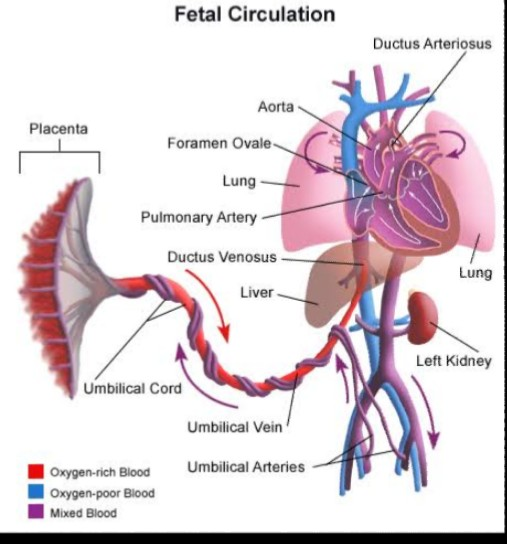 Fetal Circulation
Ductus Arteriosus
Aorta
Placenta
Foramen Ovale
Lung
Pulmonary Artery
Ductus Venosus
Lung
Liver
Left Kidney
Umbilical Cord
Umbilical Vein
Umbilical Arteries
Oxygen-rich Blood
Oxygen-poor Blood
Mixed Blood